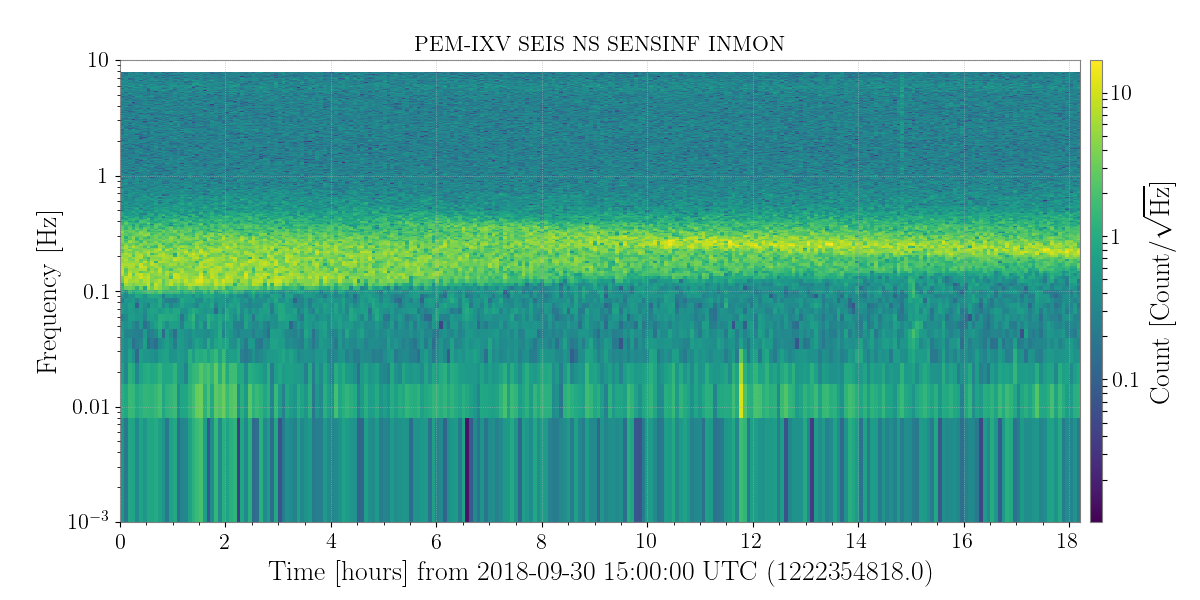 PEM-IXV SEIS NS SENSINF INMON
10
1
0.1
0.01
10⁻³
Frequency [Hz]
0 2 4 6 8 10 12 14 16 18
Time [hours] from 2018-09-30 15:00:00 UTC (1222354818.0)
10
1
0.1
Count [Count/√Hz]